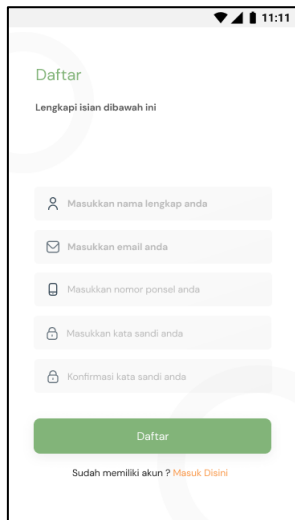 11:11
Daftar
Lengkapi isian dibawah ini
Masukkan nama lengkap anda
Masukkan email anda
Masukkan nomor ponsel anda
Masukkan kata sandi anda
Konfirmasi kata sandi anda
Daftar
Sudah memiliki akun ? Masuk Disini